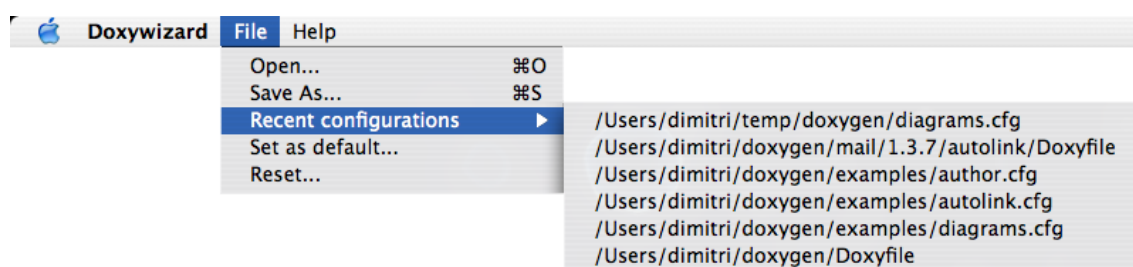 Doxywizard File Help
Open... ⌘O
Save As... ⌘S
Recent configurations ▶
Set as default...
Reset...
/Users/dimitri/temp/doxygen/diagrams.cfg
/Users/dimitri/doxygen/mail/1.3.7/autolink/Doxyfile
/Users/dimitri/doxygen/examples/author.cfg
/Users/dimitri/doxygen/examples/autolink.cfg
/Users/dimitri/doxygen/examples/diagrams.cfg
/Users/dimitri/doxygen/Doxyfile